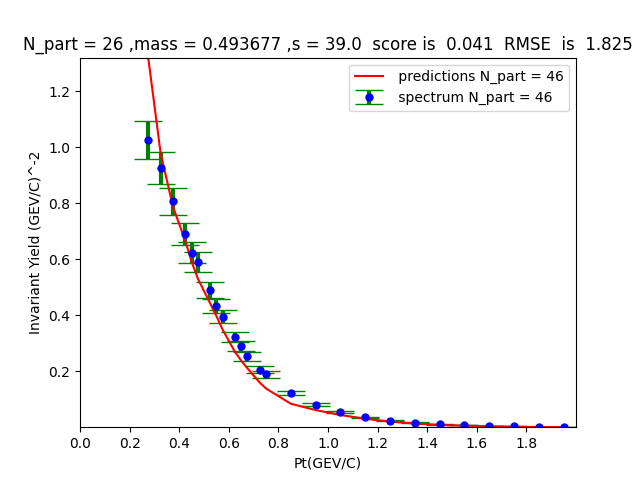 N_part = 26 ,mass = 0.493677 ,s = 39.0  score is  0.041  RMSE  is  1.825
predictions N_part = 46
spectrum N_part = 46
Invariant Yield (GEV/C)^-2
1.2
1.0
0.8
0.6
0.4
0.2
0.0 0.2 0.4 0.6 0.8 1.0 1.2 1.4 1.6 1.8
Pt(GEV/C)